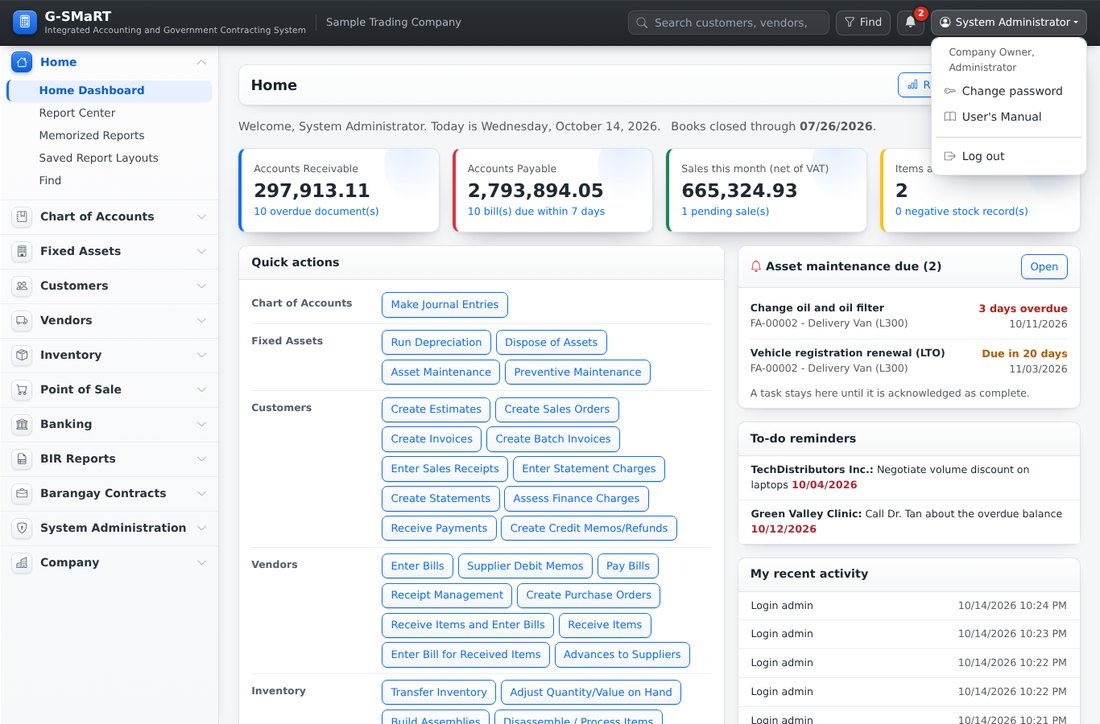 G-SMaRT
Integrated Accounting and Government Contracting System
Sample Trading Company
Search customers, vendors,
Find
2
System Administrator
Company Owner,
Administrator
Change password
User's Manual
Log out
Home
Home Dashboard
Report Center
Memorized Reports
Saved Report Layouts
Find
Chart of Accounts
Fixed Assets
Customers
Vendors
Inventory
Point of Sale
Banking
BIR Reports
Barangay Contracts
System Administration
Company
Home
Welcome, System Administrator. Today is Wednesday, October 14, 2026. Books closed through 07/26/2026.
Accounts Receivable
297,913.11
10 overdue document(s)
Accounts Payable
2,793,894.05
10 bill(s) due within 7 days
Sales this month (net of VAT)
665,324.93
1 pending sale(s)
Items
2
0 negative stock record(s)
Quick actions
Chart of Accounts
Make Journal Entries
Fixed Assets
Run Depreciation
Dispose of Assets
Asset Maintenance
Preventive Maintenance
Customers
Create Estimates
Create Sales Orders
Create Invoices
Create Batch Invoices
Enter Sales Receipts
Enter Statement Charges
Create Statements
Assess Finance Charges
Receive Payments
Create Credit Memos/Refunds
Vendors
Enter Bills
Supplier Debit Memos
Pay Bills
Receipt Management
Create Purchase Orders
Receive Items and Enter Bills
Receive Items
Enter Bill for Received Items
Advances to Suppliers
Inventory
Transfer Inventory
Adjust Quantity/Value on Hand
Build Assemblies
Disassemble / Process Items
Asset maintenance due (2)
Open
Change oil and oil filter
3 days overdue
FA-00002 - Delivery Van (L300)
10/11/2026
Vehicle registration renewal (LTO)
Due in 20 days
FA-00002 - Delivery Van (L300)
11/03/2026
A task stays here until it is acknowledged as complete.
To-do reminders
TechDistributors Inc.: Negotiate volume discount on
laptops 10/04/2026
Green Valley Clinic: Call Dr. Tan about the overdue balance
10/12/2026
My recent activity
Login admin
10/14/2026 10:24 PM
Login admin
10/14/2026 10:23 PM
Login admin
10/14/2026 10:22 PM
Login admin
10/14/2026 10:22 PM
Login admin
10/14/2026 10:21 PM